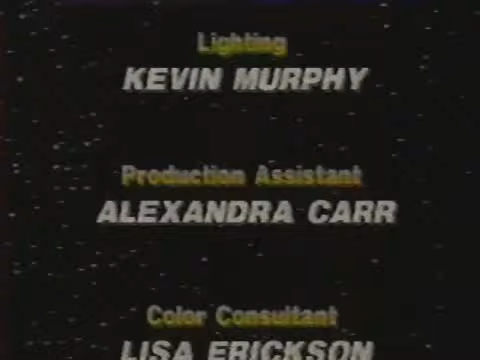 Lighting
KEVIN MURPHY
Production Assistant
ALEXANDRA CARR
Color Consultant
LISA ERICKSON